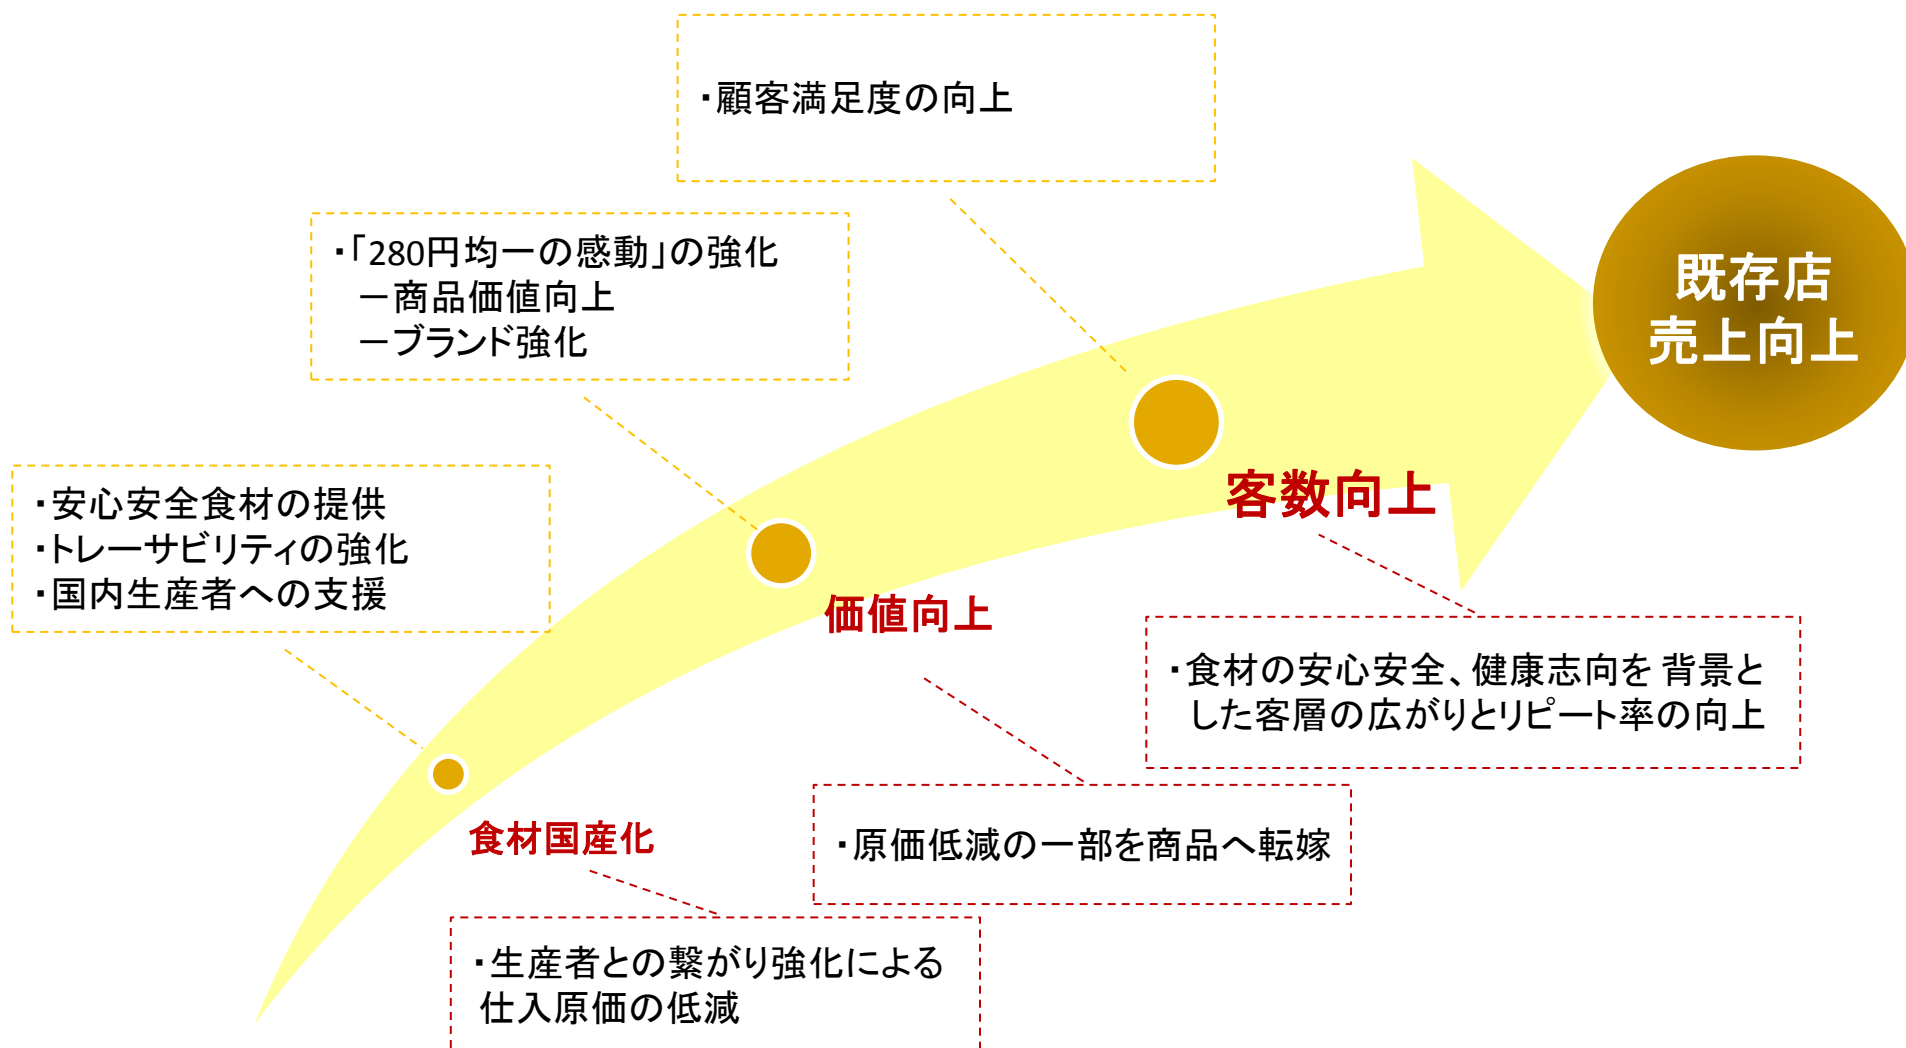 ・顧客満足度の向上
・「280円均一の感動」の強化
－商品価値向上
－ブランド強化
既存店
売上向上
・安心安全食材の提供
・トレーサビリティの強化
・国内生産者への支援
客数向上
価値向上
・食材の安心安全、健康志向を 背景と
した客層の広がりとリピート率の向上
食材国産化
・原価低減の一部を商品へ転嫁
・生産者との繋がり強化による
仕入原価の低減